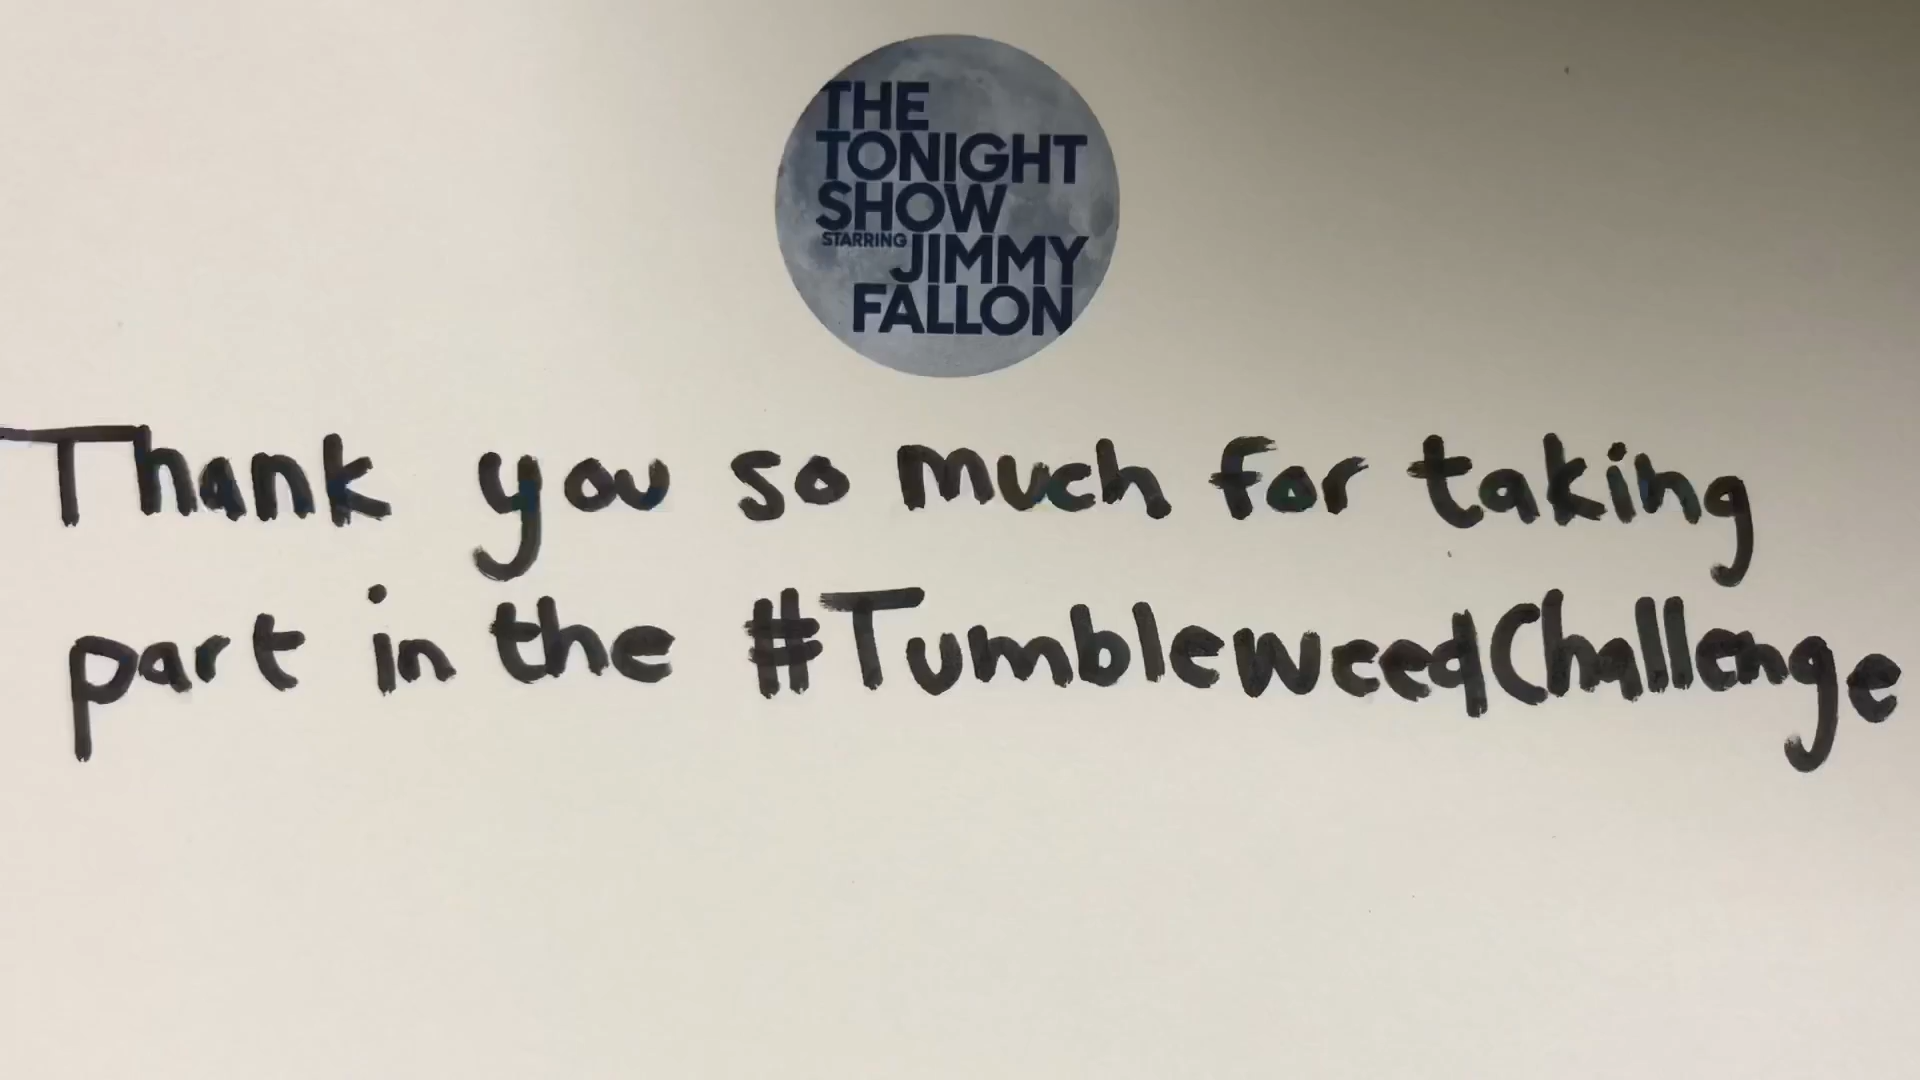 THE
TONIGHT
SHOW
STARRING JIMMY
FALLON
Thank you so much for taking
part in the #TumbleweedChallenge